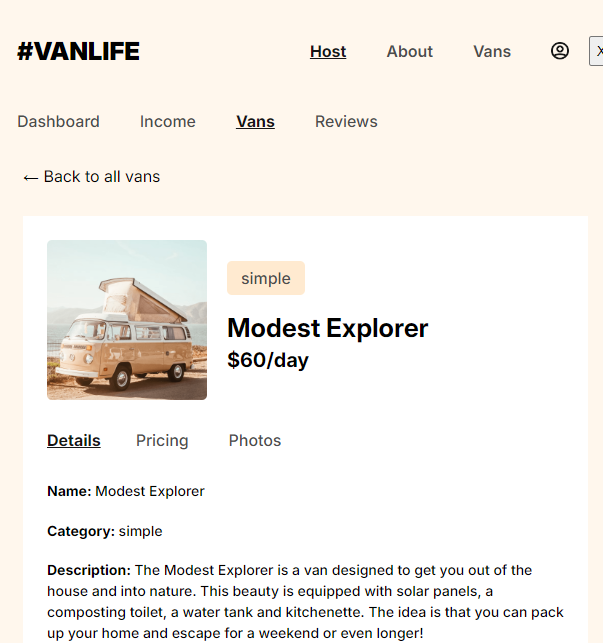 #VANLIFE Host About Vans X
Dashboard Income Vans Reviews
← Back to all vans
simple
Modest Explorer
$60/day
Details Pricing Photos
Name: Modest Explorer
Category: simple
Description: The Modest Explorer is a van designed to get you out of the
house and into nature. This beauty is equipped with solar panels, a
composting toilet, a water tank and kitchenette. The idea is that you can pack
up your home and escape for a weekend or even longer!